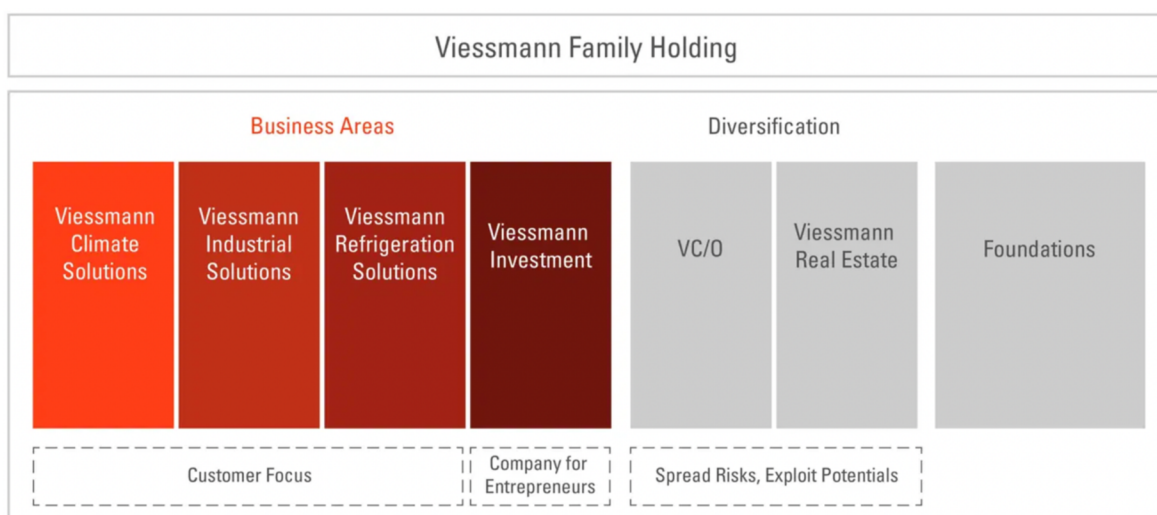 Viessmann Family Holding
Business Areas
Diversification
Viessmann
Climate
Solutions
Viessmann
Industrial
Solutions
Viessmann
Refrigeration
Solutions
Viessmann
Investment
VC/O
Viessmann
Real Estate
Foundations
Customer Focus
Company for
Entrepreneurs
Spread Risks, Exploit Potentials